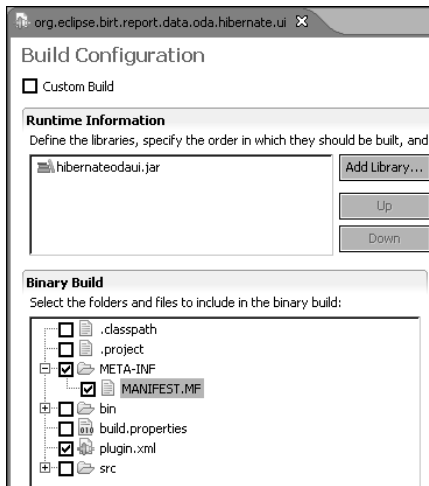 org.eclipse.birt.report.data.oda.hibernate.ui
Build Configuration
Custom Build
Runtime Information
Define the libraries, specify the order in which they should be built, and
hibernateodaui.jar
Add Library...
Up
Down
Binary Build
Select the folders and files to include in the binary build:
.classpath
.project
META-INF
MANIFEST.MF
bin
build.properties
plugin.xml
src